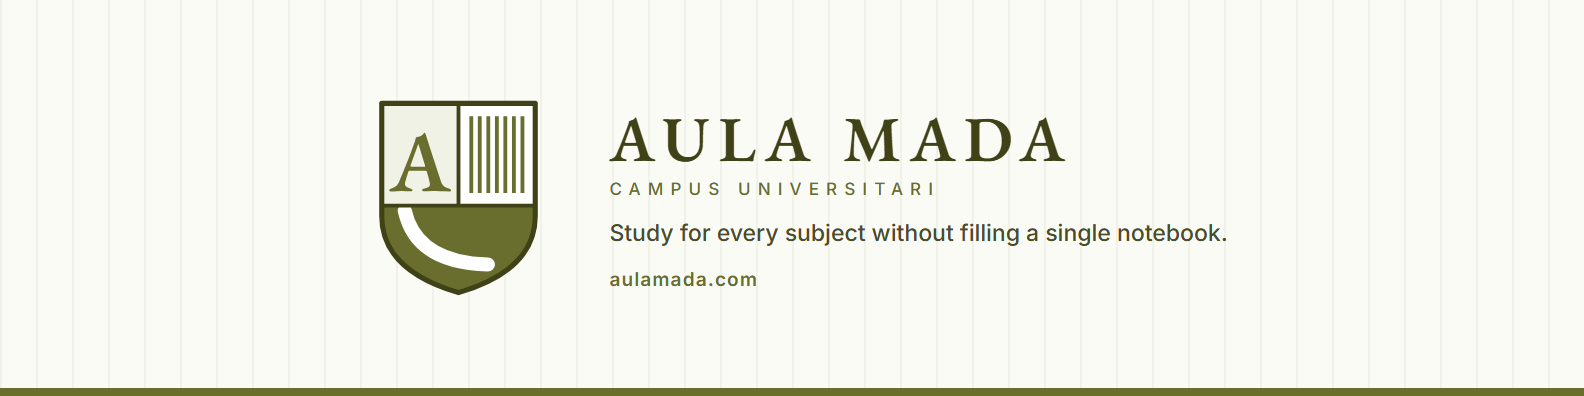 A
AULA MADA
CAMPUS UNIVERSITARI
Study for every subject without filling a single notebook.
aulamada.com